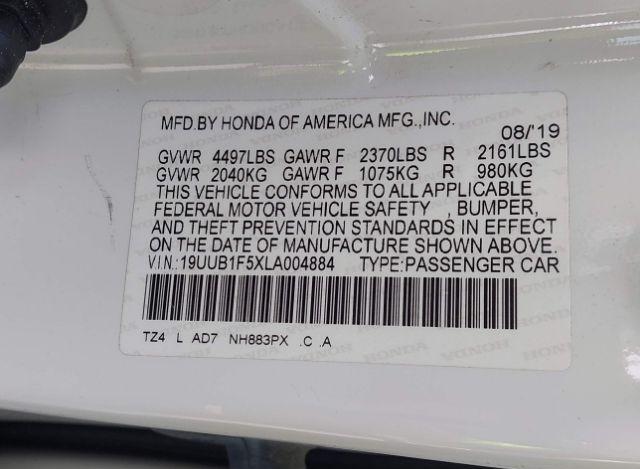 MFD.BY HONDA OF AMERICA MFG.,INC. 08/'19
GVWR 4497LBS GAWR F 2370LBS R 2161LBS
GVWR 2040KG GAWR F 1075KG R 980KG
THIS VEHICLE CONFORMS TO ALL APPLICABLE
FEDERAL MOTOR VEHICLE SAFETY , BUMPER,
AND THEFT PREVENTION STANDARDS IN EFFECT
ON THE DATE OF MANUFACTURE SHOWN ABOVE.
V.I.N.:19UUB1F5XLA004884 TYPE:PASSENGER CAR
TZ4 L AD7 NH883PX .C .A